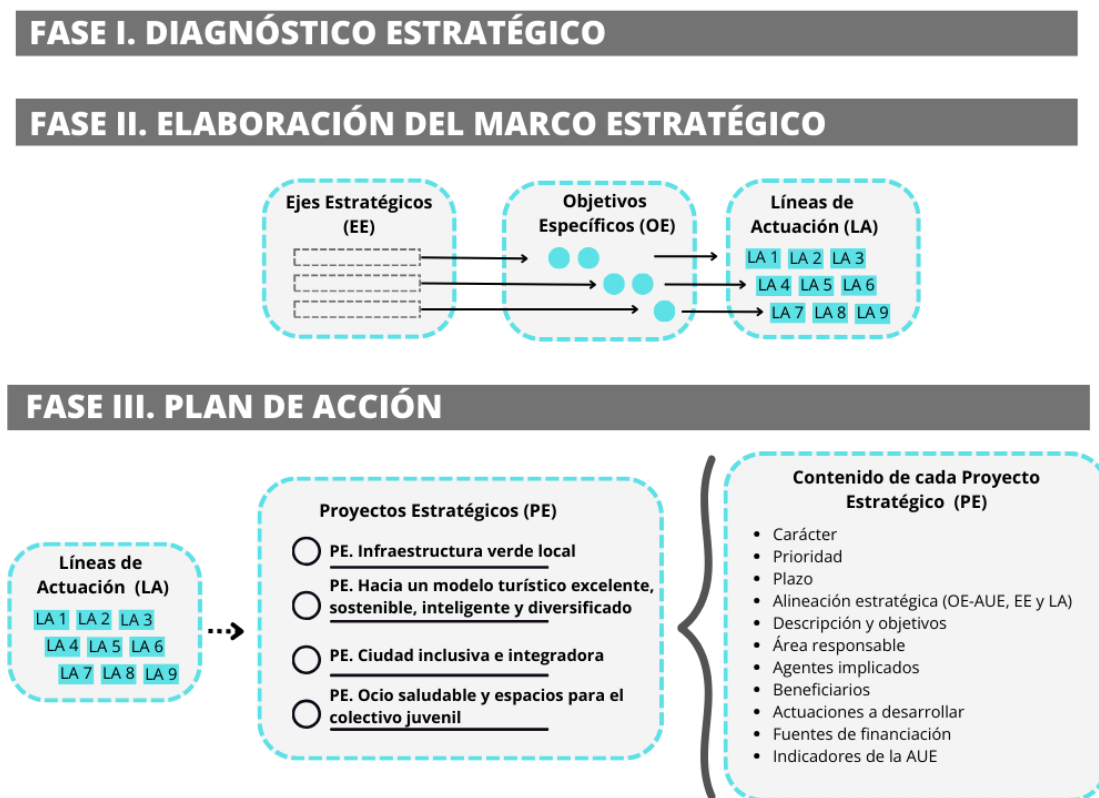 FASE I. DIAGNÓSTICO ESTRATÉGICO
FASE II. ELABORACIÓN DEL MARCO ESTRATÉGICO
Ejes Estratégicos
(EE)
Objetivos
Específicos (OE)
Líneas de
Actuación (LA)
LA 1 LA 2 LA 3
LA 4 LA 5 LA 6
LA 7 LA 8 LA 9
FASE III. PLAN DE ACCIÓN
Líneas de
Actuación (LA)
LA 1 LA 2 LA 3
LA 4 LA 5 LA 6
LA 7 LA 8 LA 9
Proyectos Estratégicos (PE)
PE. Infraestructura verde local
PE. Hacia un modelo turístico excelente,
sostenible, inteligente y diversificado
PE. Ciudad inclusiva e integradora
PE. Ocio saludable y espacios para el
colectivo juvenil
Contenido de cada Proyecto
Estratégico (PE)
• Carácter
• Prioridad
• Plazo
• Alineación estratégica (OE-AUE, EE y LA)
• Descripción y objetivos
• Área responsable
• Agentes implicados
• Beneficiarios
• Actuaciones a desarrollar
• Fuentes de financiación
• Indicadores de la AUE